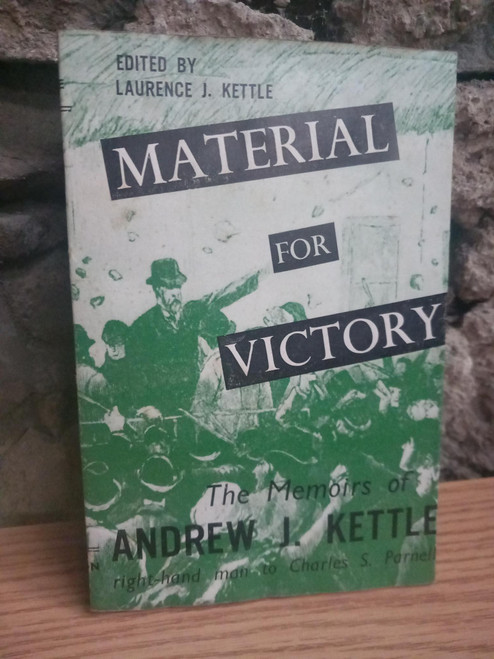 EDITED BY
LAURENCE J. KETTLE
MATERIAL
FOR
VICTORY
The Memoirs of
ANDREW J. KETTLE
right-hand man to Charles S. Parnell
N